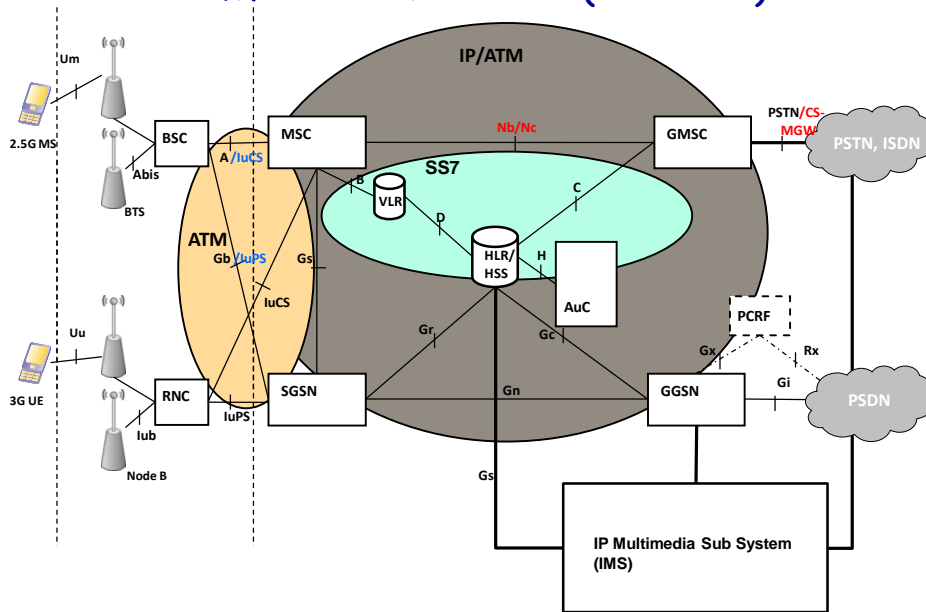 IP/ATM
Um
2.5G MS
BSC
MSC
Nb/Nc
GMSC
PSTN/CS-
MGW
PSTN, ISDN
A/IuCS
Abis
BTS
SS7
B
VLR
C
D
ATM
Gb/IuPS
Gs
HLR/
HSS
H
AuC
IuCS
PCRF
Uu
Gr
Gc
Gx
Rx
3G UE
RNC
SGSN
Gn
GGSN
Gi
PSDN
IuPS
Iub
Node B
Gs
IP Multimedia Sub System
(IMS)